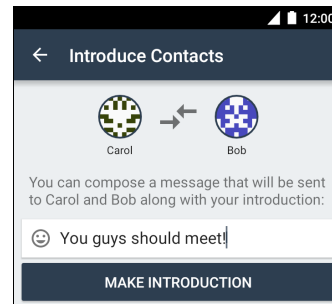 12:00
Introduce Contacts
Carol
Bob
You can compose a message that will be sent
to Carol and Bob along with your introduction:
You guys should meet!
MAKE INTRODUCTION